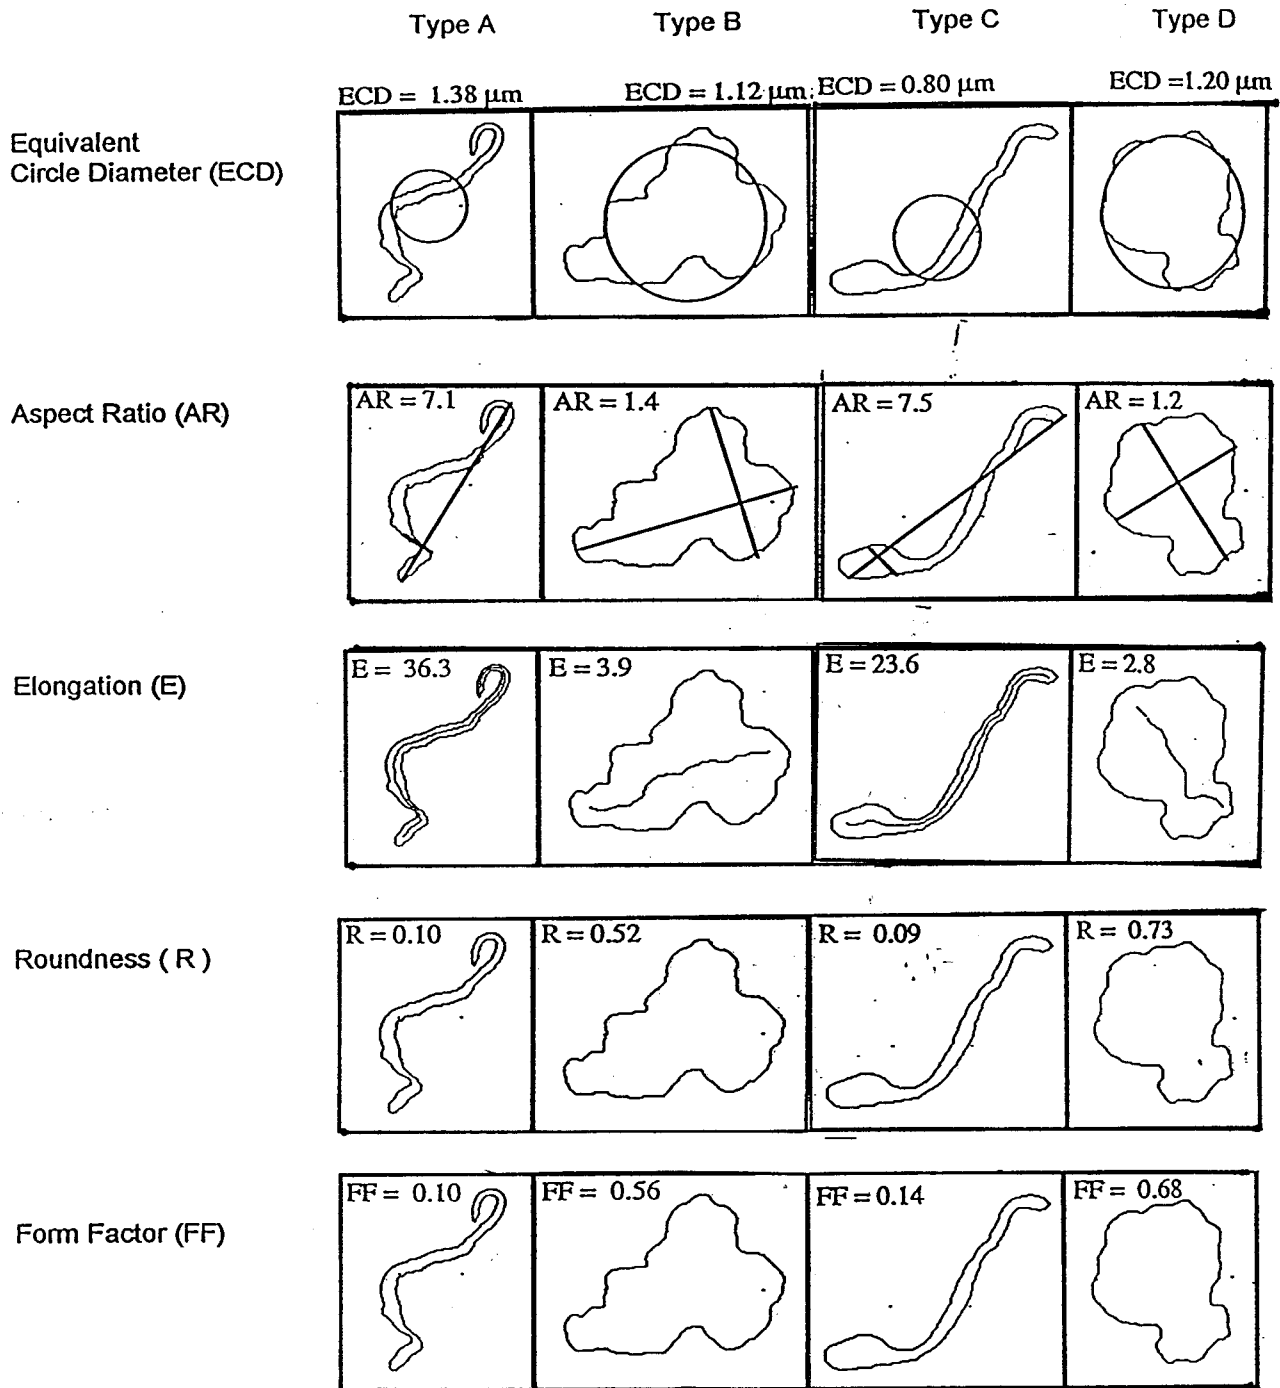 Type A Type B Type C Type D
ECD = 1.38 μm ECD = 1.12 μm ECD = 0.80 μm ECD =1.20 μm
Equivalent
Circle Diameter (ECD)
Aspect Ratio (AR)
AR = 7.1 AR = 1.4 AR = 7.5 AR = 1.2
Elongation (E)
E = 36.3 E = 3.9 E = 23.6 E = 2.8
Roundness ( R )
R = 0.10 R = 0.52 R = 0.09 R = 0.73
Form Factor (FF)
FF = 0.10 FF = 0.56 FF = 0.14 FF = 0.68